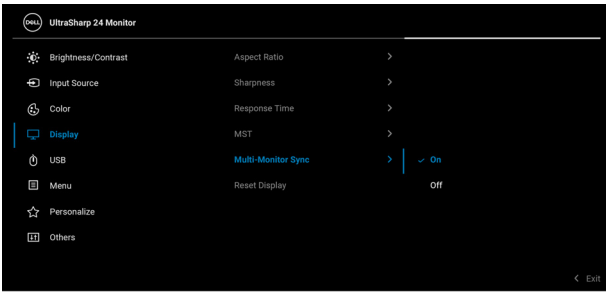 DELL UltraSharp 24 Monitor
Brightness/Contrast Aspect Ratio >
Input Source Sharpness >
Color Response Time >
Display MST >
USB Multi-Monitor Sync > ✓ On
Menu Reset Display Off
Personalize
Others
< Exit